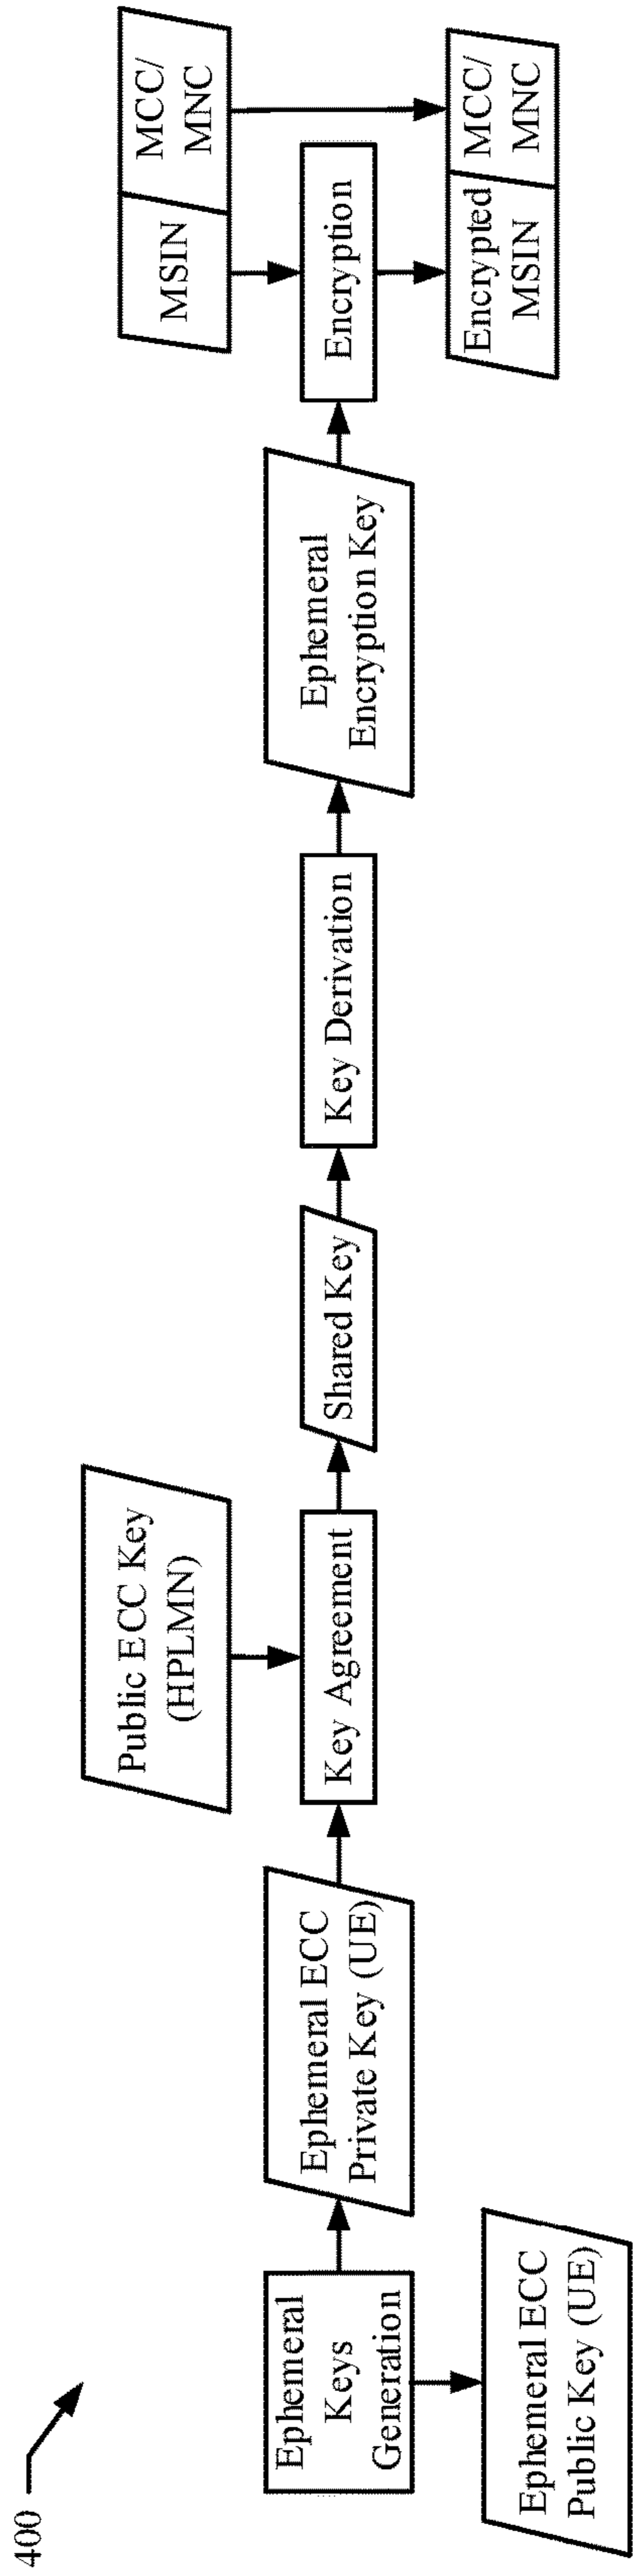 400
Ephemeral
Keys
Generation
Ephemeral ECC
Public Key (UE)
Ephemeral ECC
Private Key (UE)
Public ECC Key
(HPLMN)
Key Agreement
Shared Key
Key Derivation
Ephemeral
Encryption Key
MSIN
MCC/
MNC
Encryption
Encrypted
MSIN
MCC/
MNC